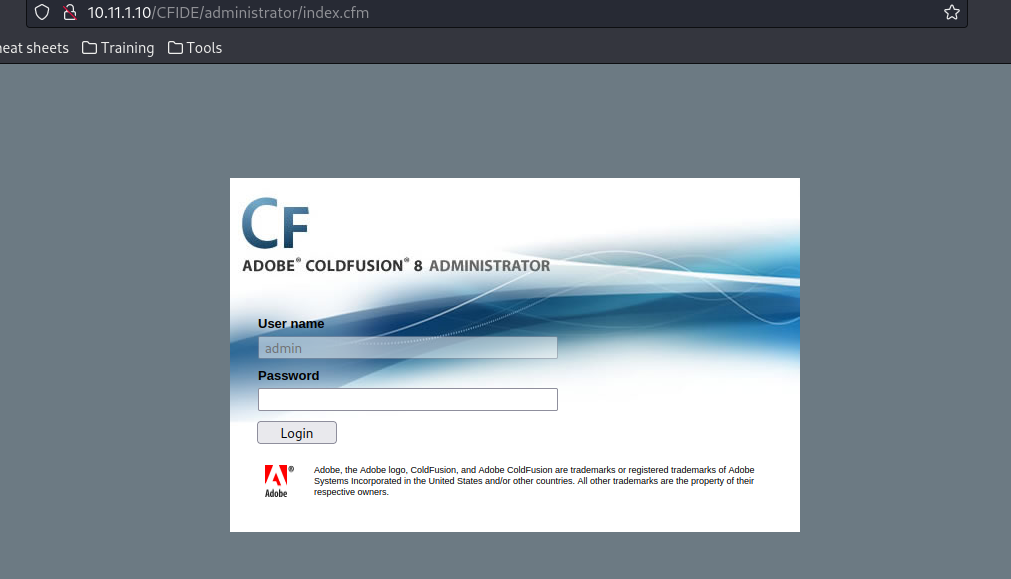 10.11.1.10/CFIDE/administrator/index.cfm
eat sheets Training Tools
CF
ADOBE® COLDFUSION® 8 ADMINISTRATOR
User name
admin
Password
Login
Adobe, the Adobe logo, ColdFusion, and Adobe ColdFusion are trademarks or registered trademarks of Adobe
Systems Incorporated in the United States and/or other countries. All other trademarks are the property of their
respective owners.
®
Adobe